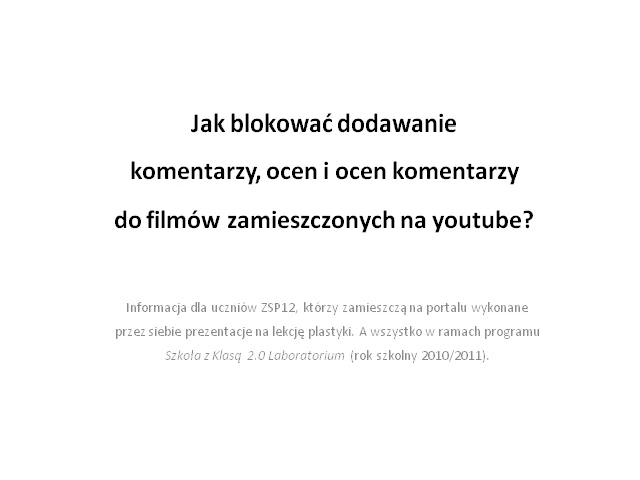 Jak blokować dodawanie
komentarzy, ocen i ocen komentarzy
do filmów zamieszczonych na youtube?
Informacja dla uczniów ZSP12, którzy zamieszczą na portalu wykonane
przez siebie prezentacje na lekcję plastyki. A wszystko w ramach programu
Szkoła z Klasą 2.0 Laboratorium (rok szkolny 2010/2011).